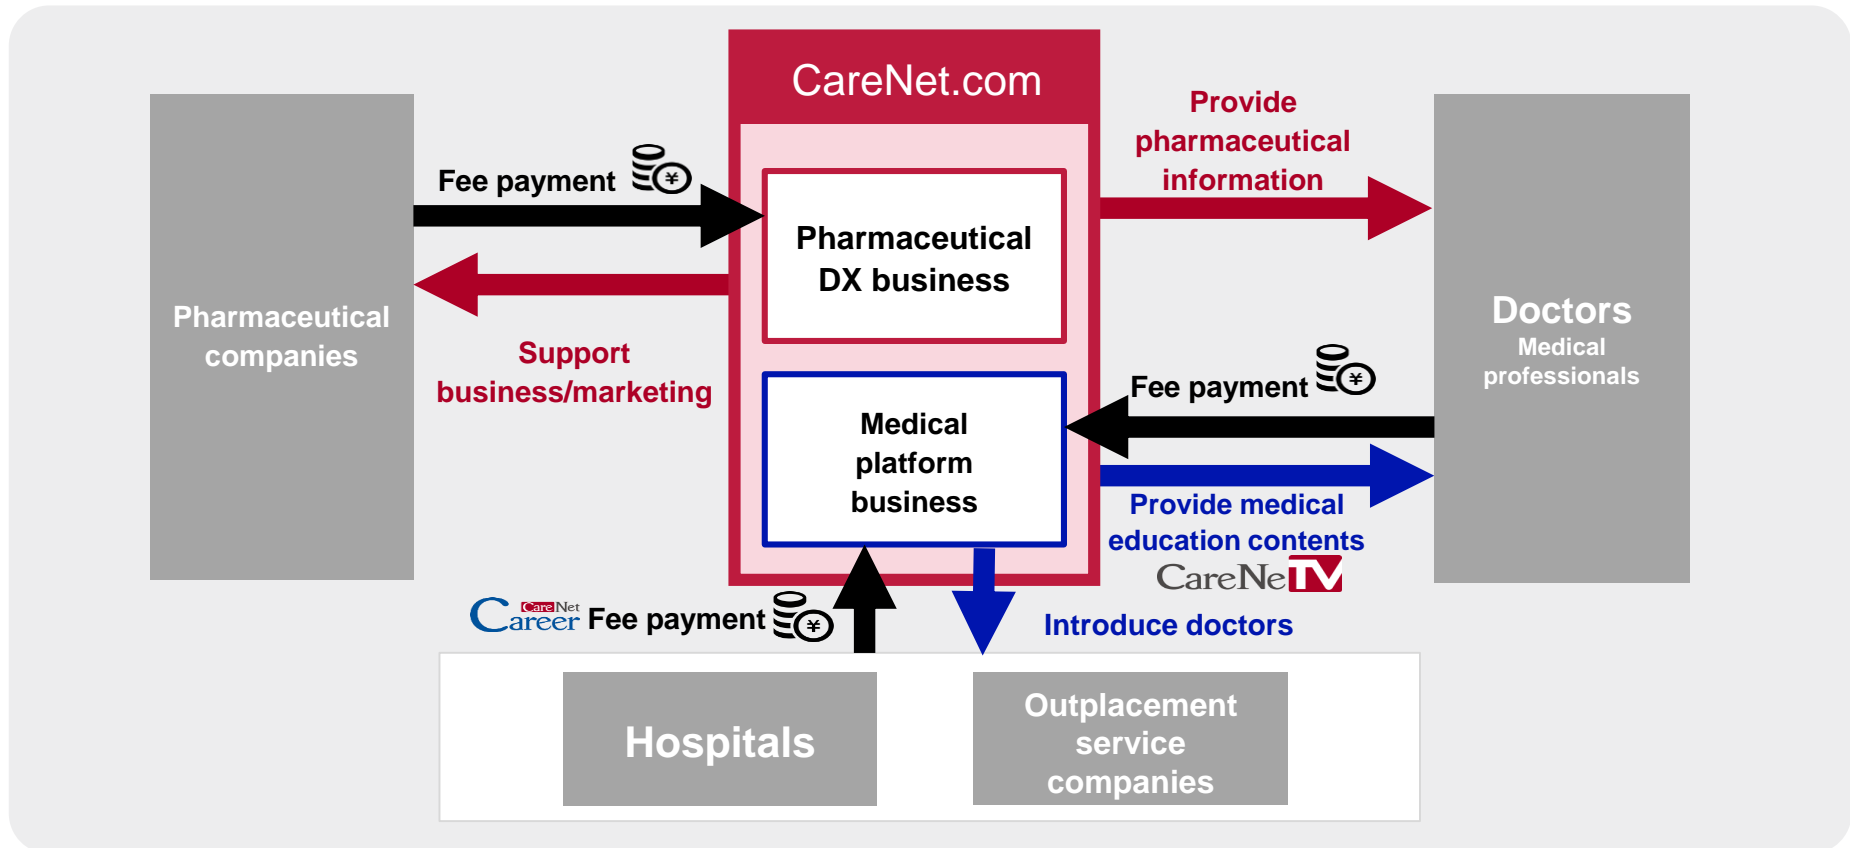 CareNet.com
Pharmaceutical
companies
Fee payment
¥
Support
business/marketing
Pharmaceutical
DX business
Medical
platform
business
Provide
pharmaceutical
information
Fee payment
¥
Provide medical
education contents
CareNeTV
Doctors
Medical
professionals
CareNet
Career
Fee payment
¥
Introduce doctors
Hospitals
Outplacement
service
companies